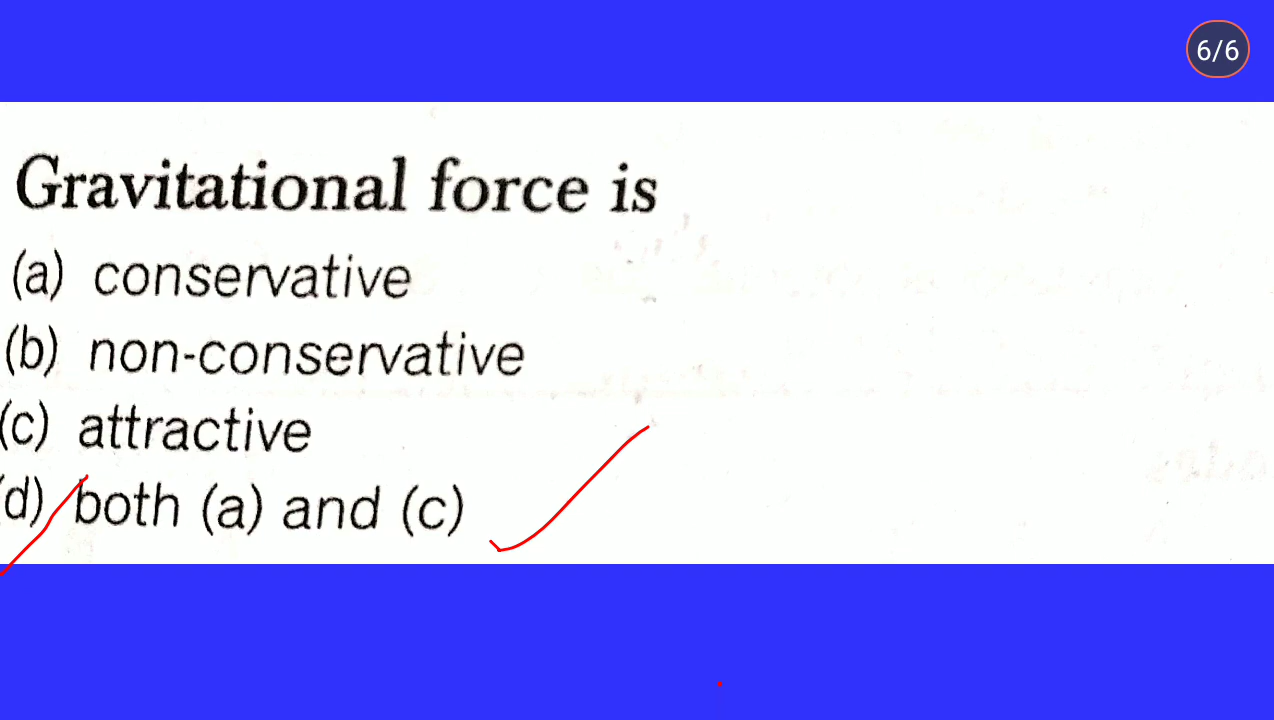 6/6
Gravitational force is
(a) conservative
(b) non-conservative
(c) attractive
(d) both (a) and (c)